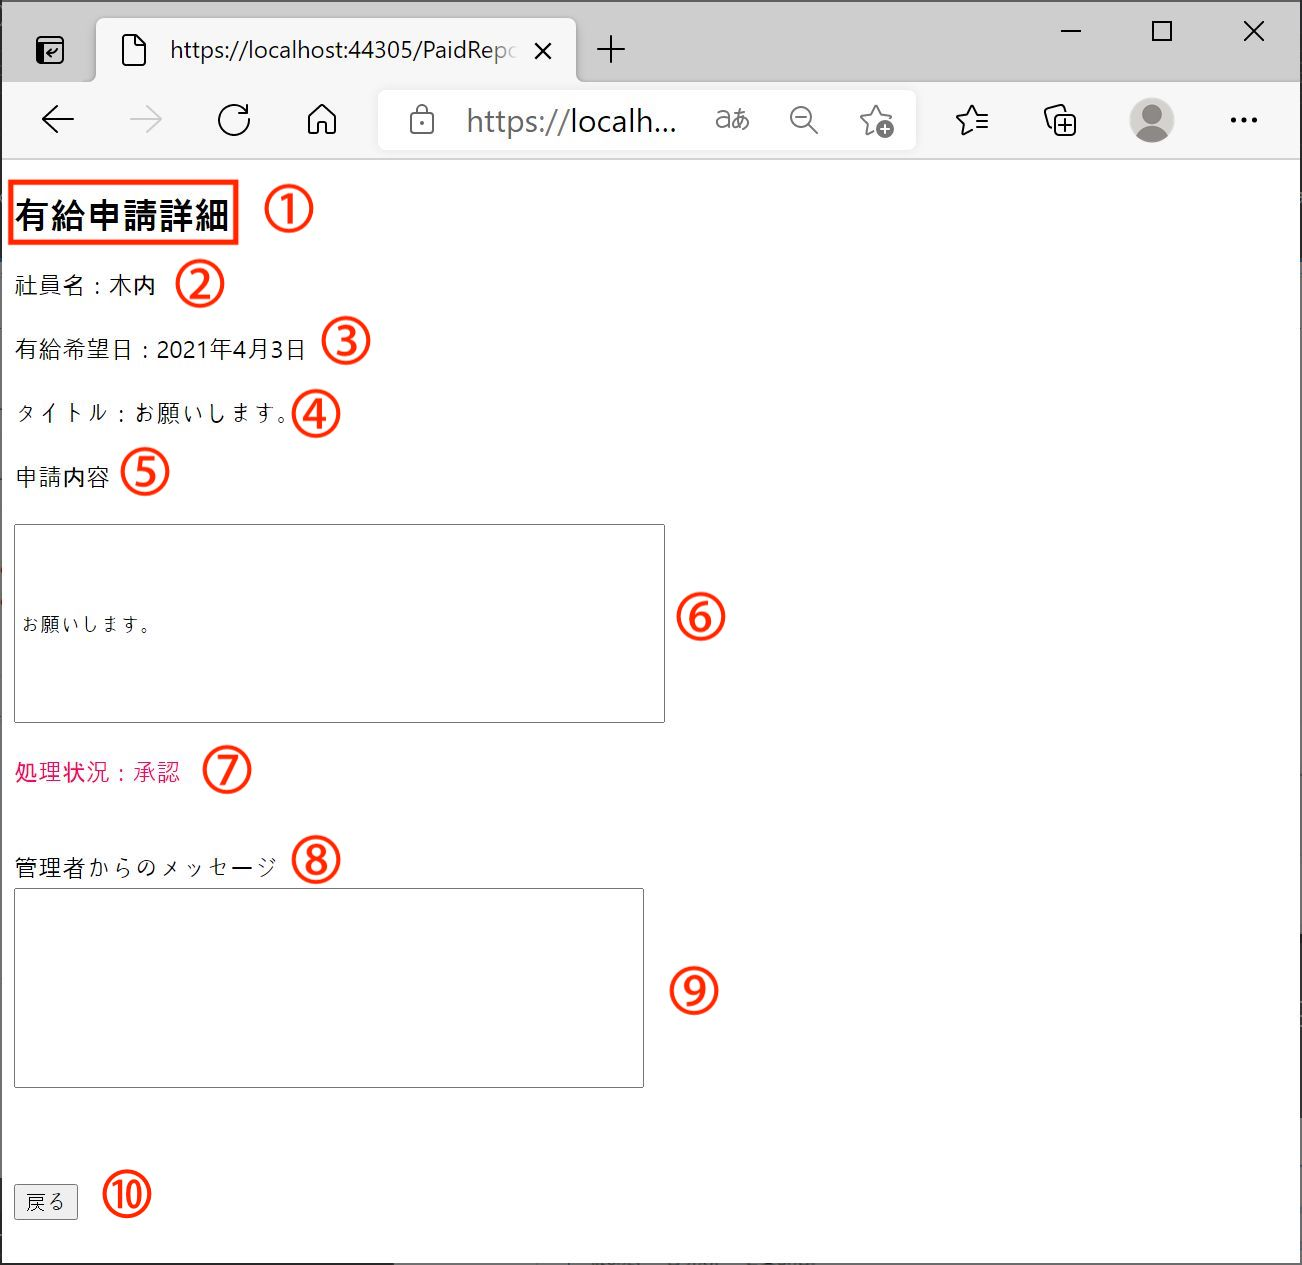 https://localhost:44305/PaidRepo
https://localh...
aあ
有給申請詳細 ①
社員名：木内 ②
有給希望日：2021年4月3日 ③
タイトル：お願いします。④
申請内容 ⑤
お願いします。 ⑥
処理状況：承認 ⑦
管理者からのメッセージ ⑧
⑨
戻る ⑩